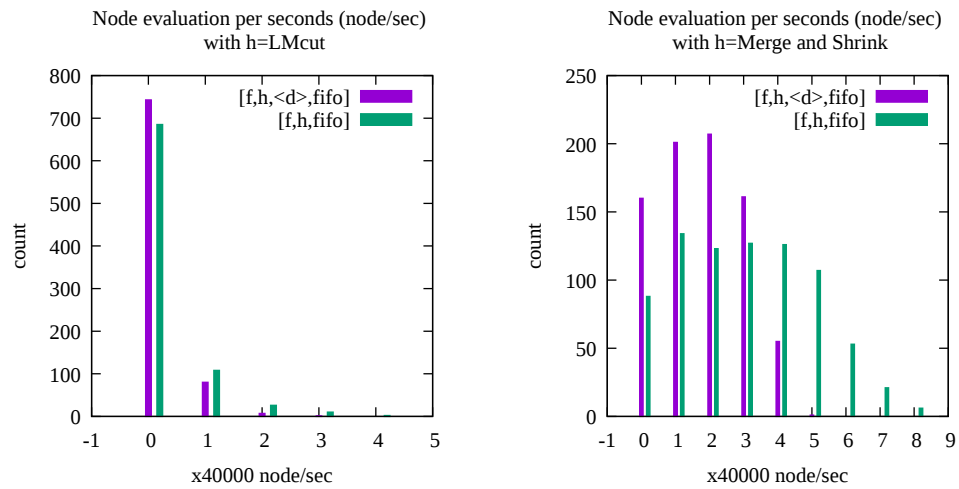 Node evaluation per seconds (node/sec)
with h=LMcut
800
700
600
500
400
300
200
100
0
count
[f,h,<d>,fifo]
[f,h,fifo]
-1 0 1 2 3 4 5
x40000 node/sec
Node evaluation per seconds (node/sec)
with h=Merge and Shrink
250
200
150
100
50
0
count
[f,h,<d>,fifo]
[f,h,fifo]
-1 0 1 2 3 4 5 6 7 8 9
x40000 node/sec